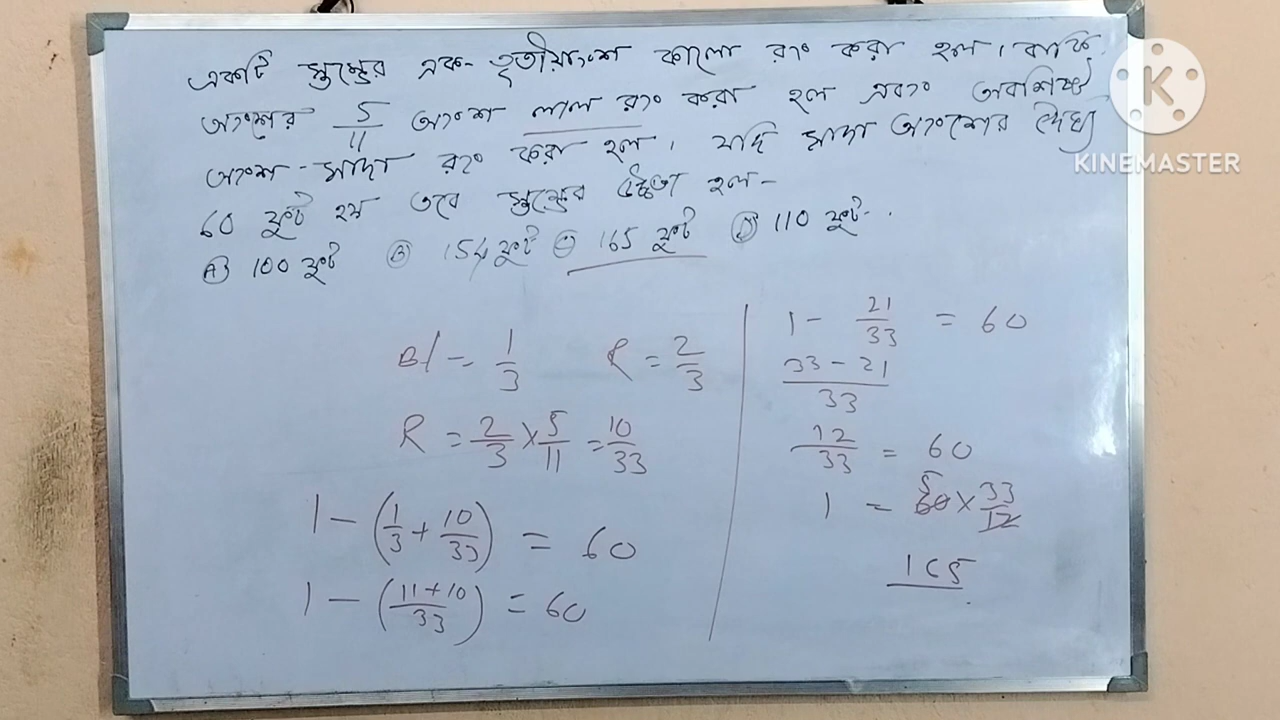 একটি স্তম্ভের এক-তৃতীয়াংশ কালো রং করা হল। বাকি
অংশের 5/11 অংশ লাল রং করা হল এবং অবশিষ্ট
অংশ-সাদা রং করা হল। যদি সাদা অংশের দৈর্ঘ্য
60 ফুট হয় তবে স্তম্ভের উচ্চতা হল-
(A) 100 ফুট (B) 154 ফুট (C) 165 ফুট (D) 110 ফুট
Bl = 1/3 R = 2/3
R = 2/3 × 5/11 = 10/33
1 - (1/3 + 10/33) = 60
1 - (11+10/33) = 60
1 - 21/33 = 60
33-21/33
12/33 = 60
5
1 = 60 × 33/12
165
K
KINEMASTER